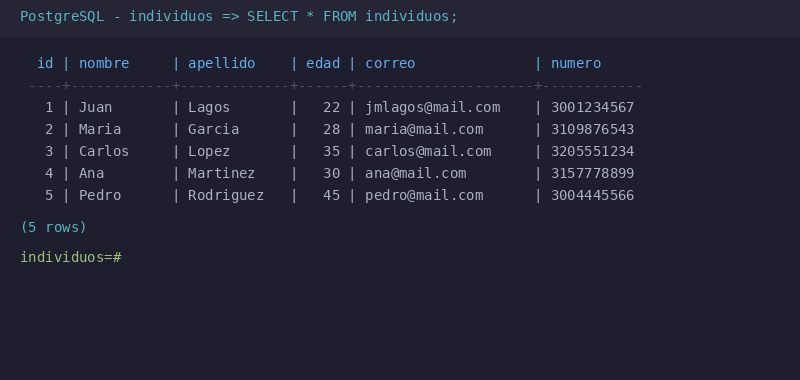 PostgreSQL - individuos => SELECT * FROM individuos;
id | nombre     | apellido    | edad | correo              | numero
----+------------+-------------+------+---------------------+------------
1 | Juan       | Lagos       |   22 | jmlagos@mail.com    | 3001234567
2 | Maria      | Garcia      |   28 | maria@mail.com      | 3109876543
3 | Carlos     | Lopez       |   35 | carlos@mail.com     | 3205551234
4 | Ana        | Martinez    |   30 | ana@mail.com        | 3157778899
5 | Pedro      | Rodriguez   |   45 | pedro@mail.com      | 3004445566
(5 rows)
individuos=#